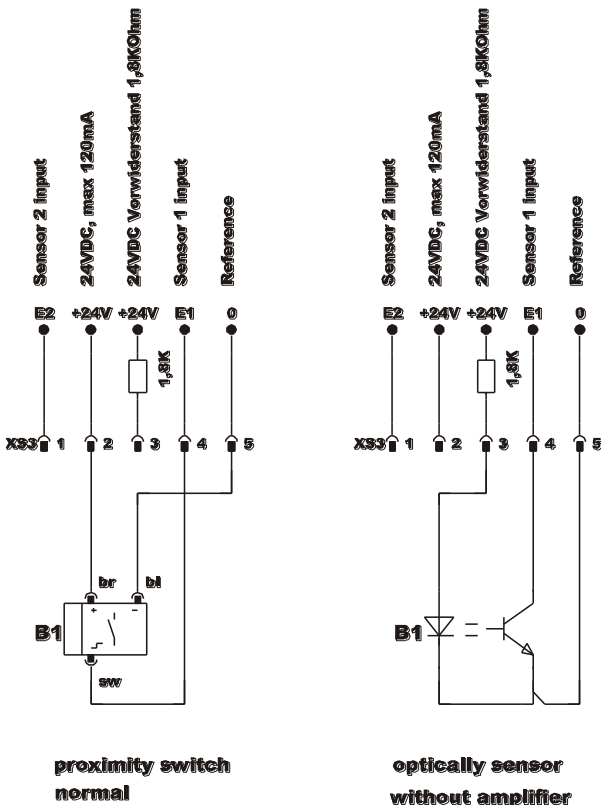 Sensor 2 input
24VDC, max 120mA
24VDC Vorwiderstand 1,8KOhm
Sensor 1 input
Reference
E2 +24V +24V E1 0
1,8K
XS3 1 2 3 4 5
br bl
+ -
B1
sw
proximity switch
normal
Sensor 2 input
24VDC, max 120mA
24VDC Vorwiderstand 1,8KOhm
Sensor 1 input
Reference
E2 +24V +24V E1 0
1,8K
XS3 1 2 3 4 5
B1
optically sensor
without amplifier